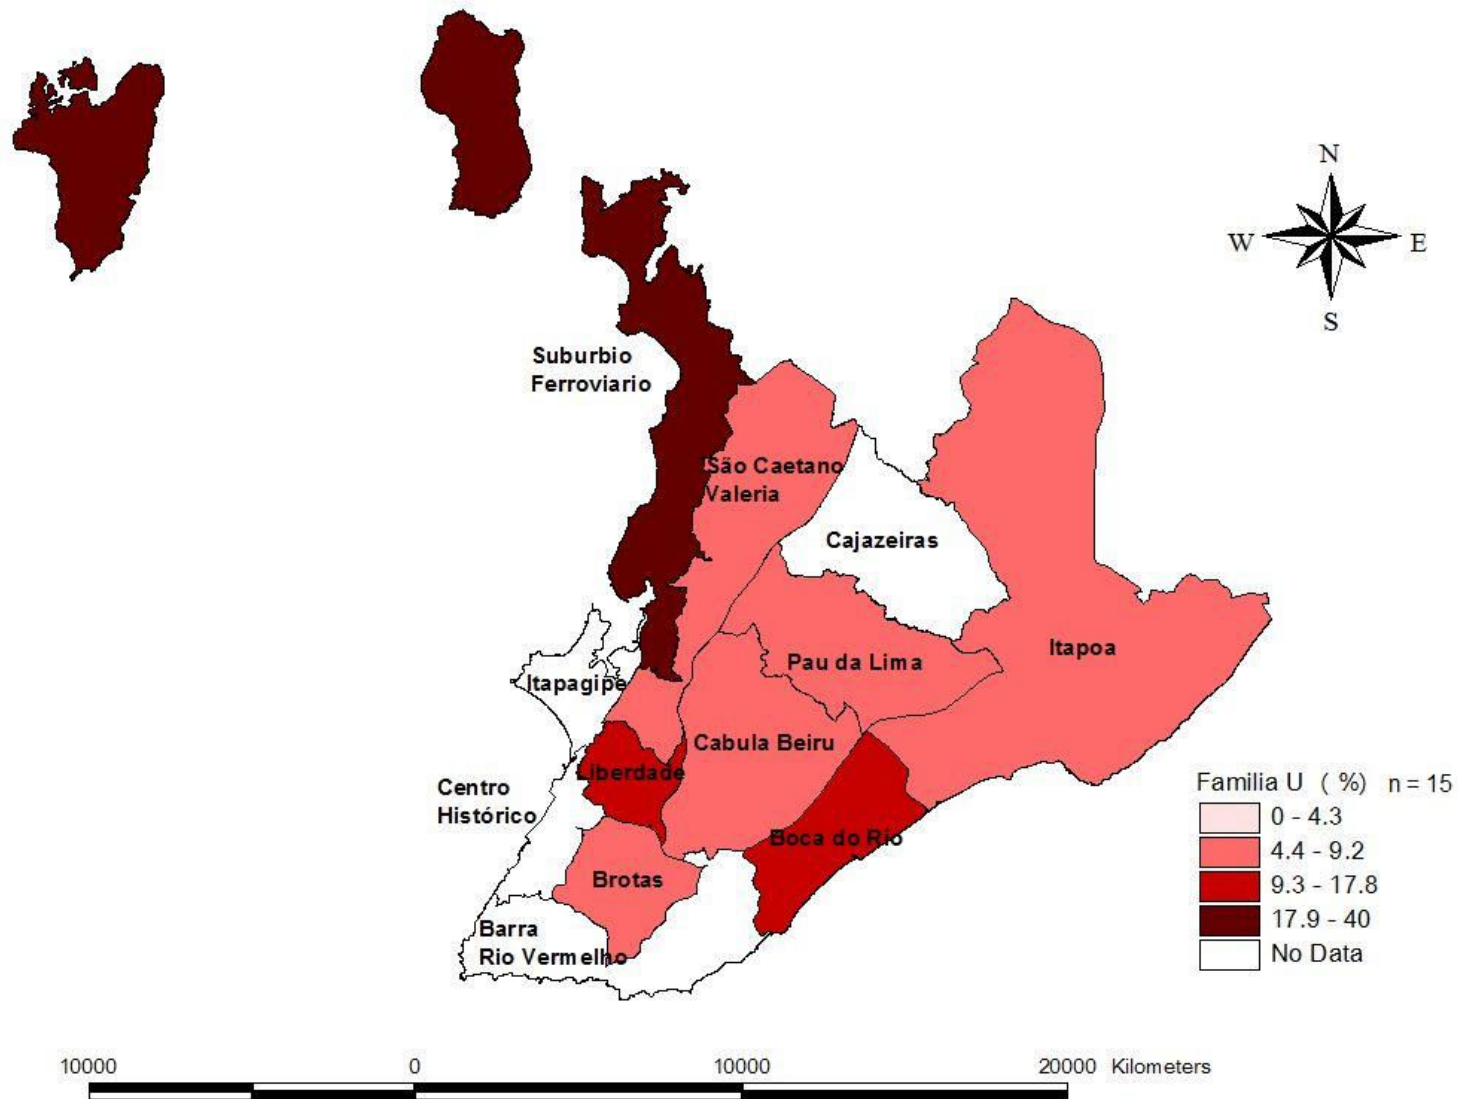 N
W E
S
Suburbio
Ferroviario
São Caetano
Valeria
Cajazeiras
Itapoa
Pau da Lima
Itapagipe
Cabula Beiru
Liberdade
Centro
Histórico
Boca do Rio
Brotas
Barra
Rio Vermelho
Familia U ( %) n = 15
0 - 4.3
4.4 - 9.2
9.3 - 17.8
17.9 - 40
No Data
10000 0 10000 20000 Kilometers